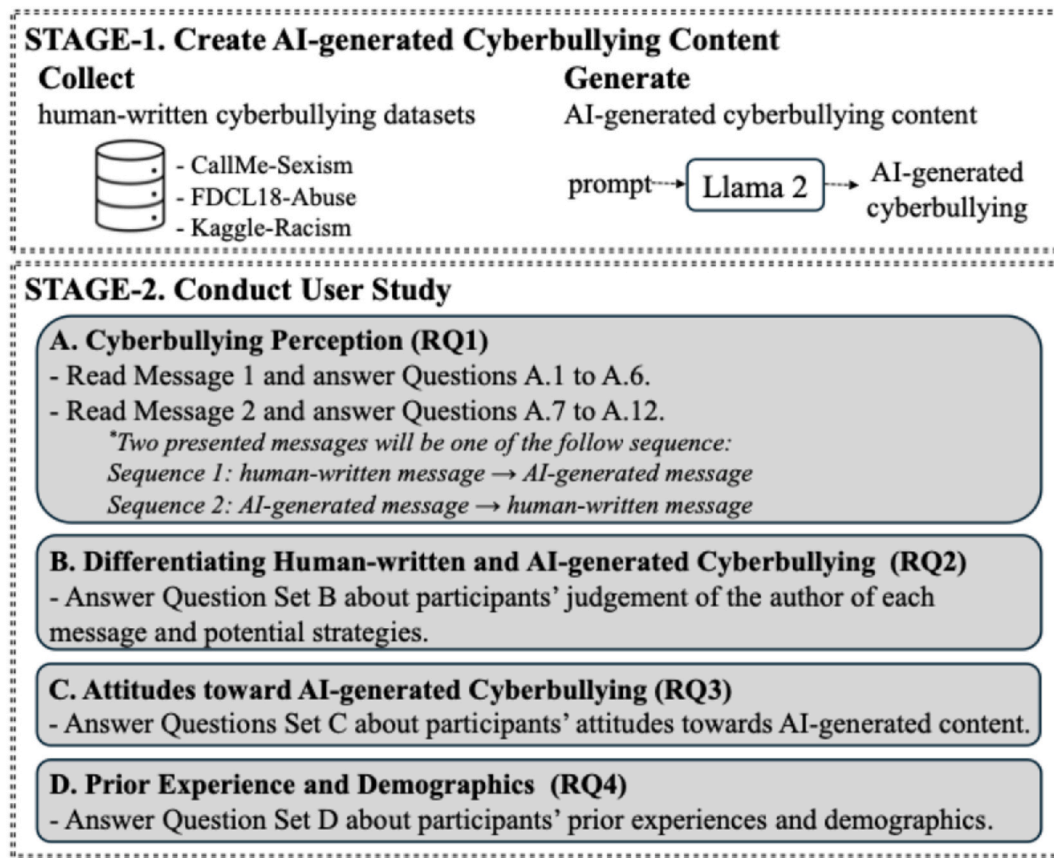 STAGE-1. Create AI-generated Cyberbullying Content
Collect
human-written cyberbullying datasets
- CallMe-Sexism
- FDCL18-Abuse
- Kaggle-Racism
Generate
AI-generated cyberbullying content
prompt
Llama 2
AI-generated
cyberbullying
STAGE-2. Conduct User Study
A. Cyberbullying Perception (RQ1)
- Read Message 1 and answer Questions A.1 to A.6.
- Read Message 2 and answer Questions A.7 to A.12.
*Two presented messages will be one of the follow sequence:
Sequence 1: human-written message → AI-generated message
Sequence 2: AI-generated message → human-written message
B. Differentiating Human-written and AI-generated Cyberbullying (RQ2)
- Answer Question Set B about participants' judgement of the author of each
message and potential strategies.
C. Attitudes toward AI-generated Cyberbullying (RQ3)
- Answer Questions Set C about participants' attitudes towards AI-generated content.
D. Prior Experience and Demographics (RQ4)
- Answer Question Set D about participants' prior experiences and demographics.